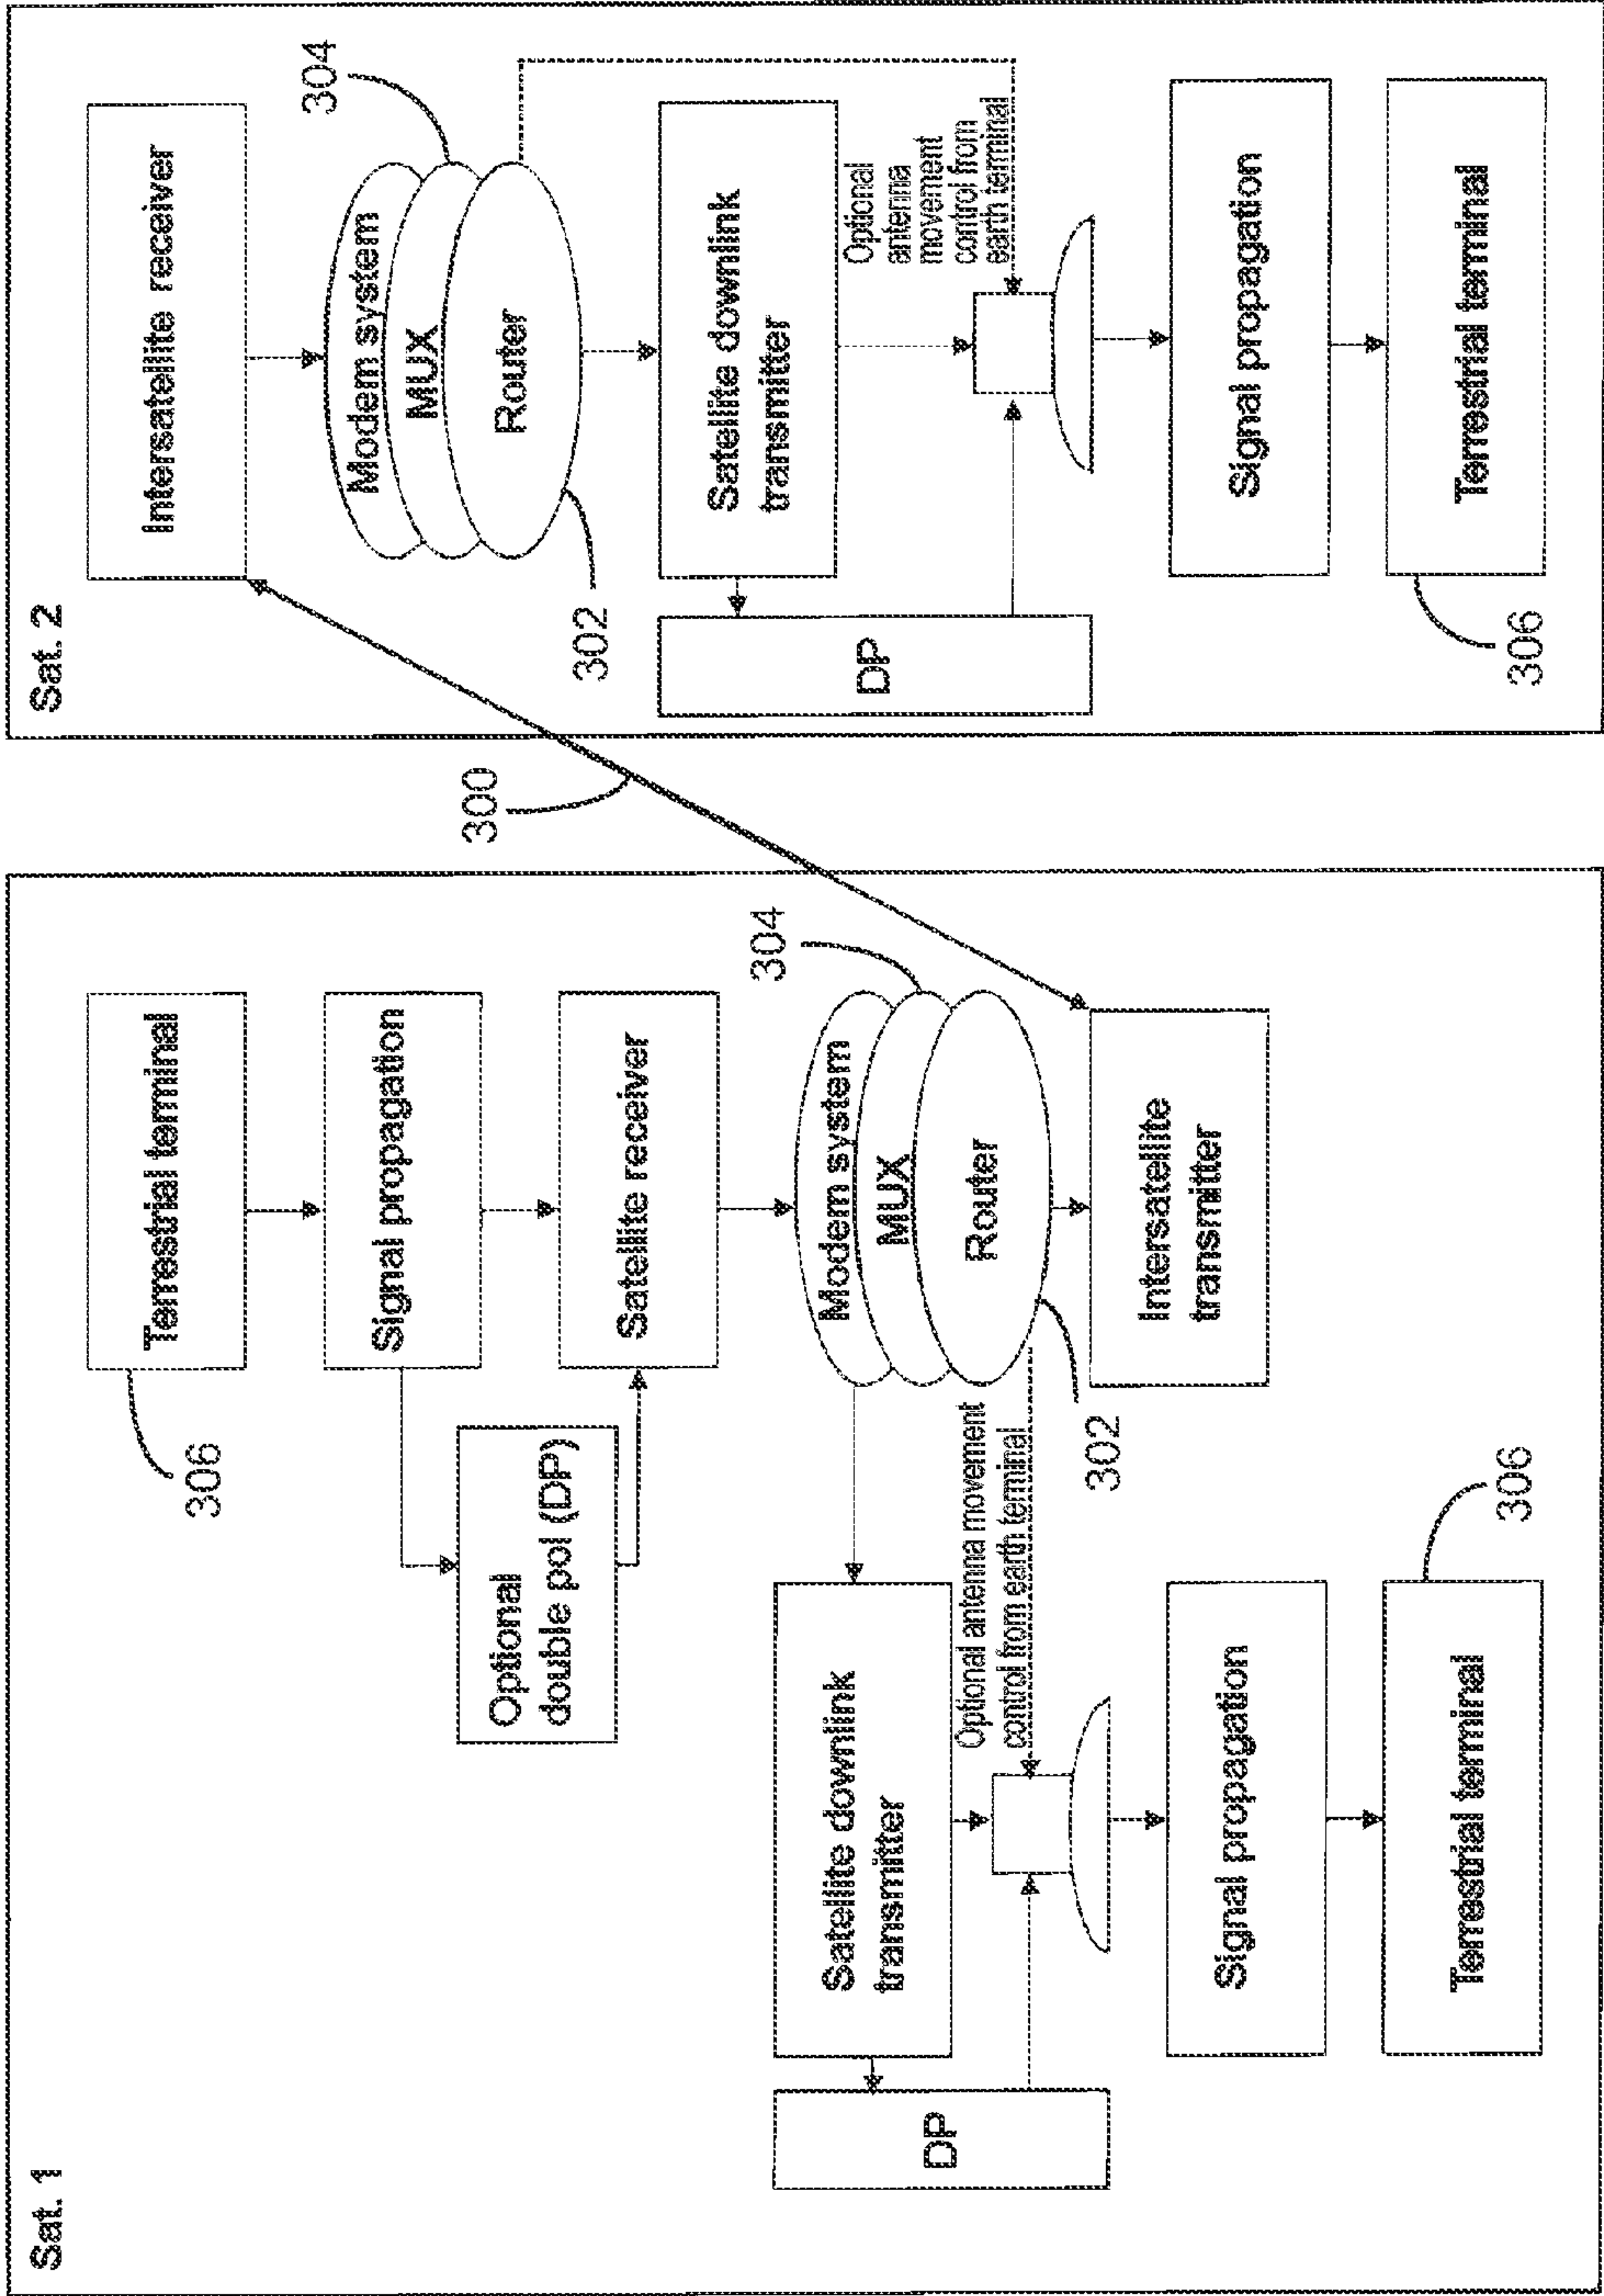 Sat. 1
Terrestrial terminal
306
Signal propagation
Optional
double pol (DP)
Satellite receiver
Modem system
MUX
Router
304
302
Intersatellite
transmitter
Satellite downlink
transmitter
Optional antenna movement
control from earth terminal
DP
Signal propagation
Terrestrial terminal
306
300
Sat. 2
Intersatellite receiver
Modem system
MUX
Router
304
302
Satellite downlink
transmitter
Optional
antenna
movement
control from
earth terminal
DP
Signal propagation
Terrestrial terminal
306